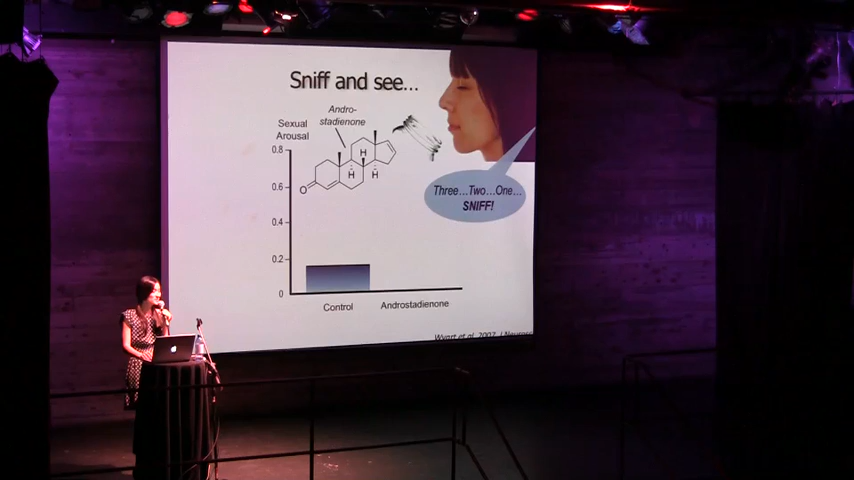 Sniff and see...
Andro-
stadienone
Sexual
Arousal
0.8
0.6
0.4
0.2
0
O
H
H
H
Three...Two...One...
SNIFF!
Control
Androstadienone
Wyart et al, 2007, J Neurosci